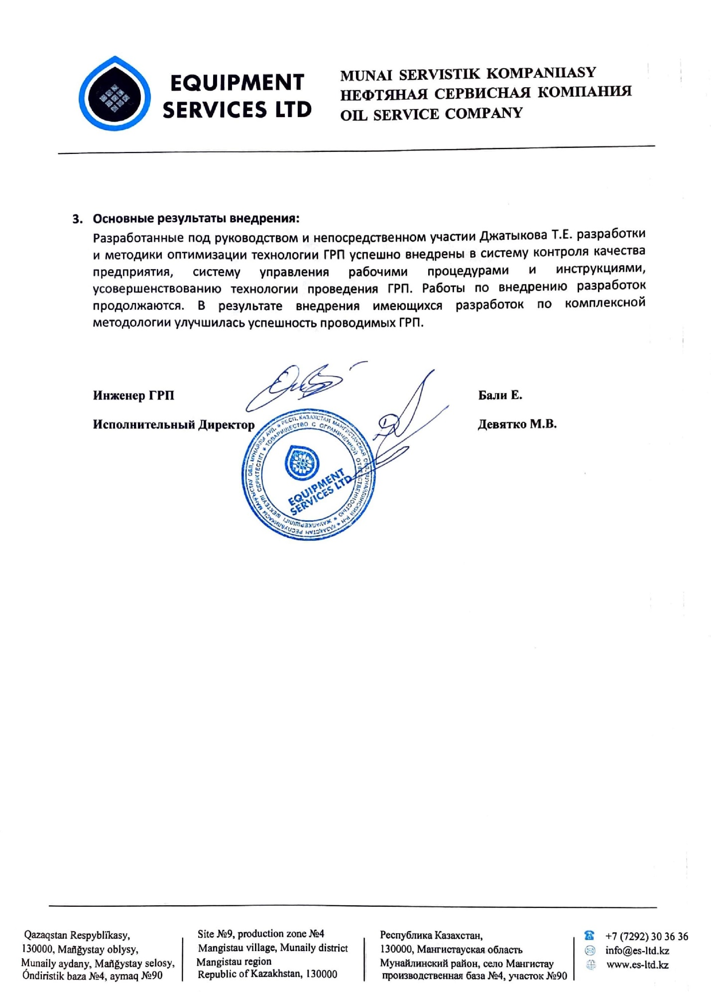 EQUIPMENT
SERVICES LTD
MUNAI SERVISTIK KOMPANIIASY
НЕФТЯНАЯ СЕРВИСНАЯ КОМПАНИЯ
OIL SERVICE COMPANY
3. Основные результаты внедрения:
Разработанные под руководством и непосредственном участии Джатыкова Т.Е. разработки
и методики оптимизации технологии ГРП успешно внедрены в систему контроля качества
предприятия, систему управления рабочими процедурами и инструкциями,
усовершенствованию технологии проведения ГРП. Работы по внедрению разработок
продолжаются. В результате внедрения имеющихся разработок по комплексной
методологии улучшилась успешность проводимых ГРП.
Инженер ГРП Бали Е.
Исполнительный Директор Девятко М.В.
РЕСП. КАЗАХСТАН МАНГИСТАУСКАЯ ОБЛ. МУНАЙЛИНСКИЙ Р-Н * ҚАЗАҚСТАН РЕСПУБЛИКАСЫ МАҢҒЫСТАУ ОБЛ. МҰНАЙЛЫ АУД. *
ТОВАРИЩЕСТВО С ОГРАНИЧЕННОЙ ОТВЕТСТВЕННОСТЬЮ * ЖАУАПКЕРШІЛІГІ ШЕКТЕУЛІ СЕРІКТЕСТІГІ *
EQUIPMENT
SERVICES LTD
Qazaqstan Respyblïkasy,
130000, Mañğystay oblysy,
Munaily aydany, Mañğystay selosy,
Óndiristik baza №4, aymaq №90
Site №9, production zone №4
Mangistau village, Munaily district
Mangistau region
Republic of Kazakhstan, 130000
Республика Казахстан,
130000, Мангистауская область
Мунайлинский район, село Мангистау
производственная база №4, участок №90
+7 (7292) 30 36 36
info@es-ltd.kz
www.es-ltd.kz